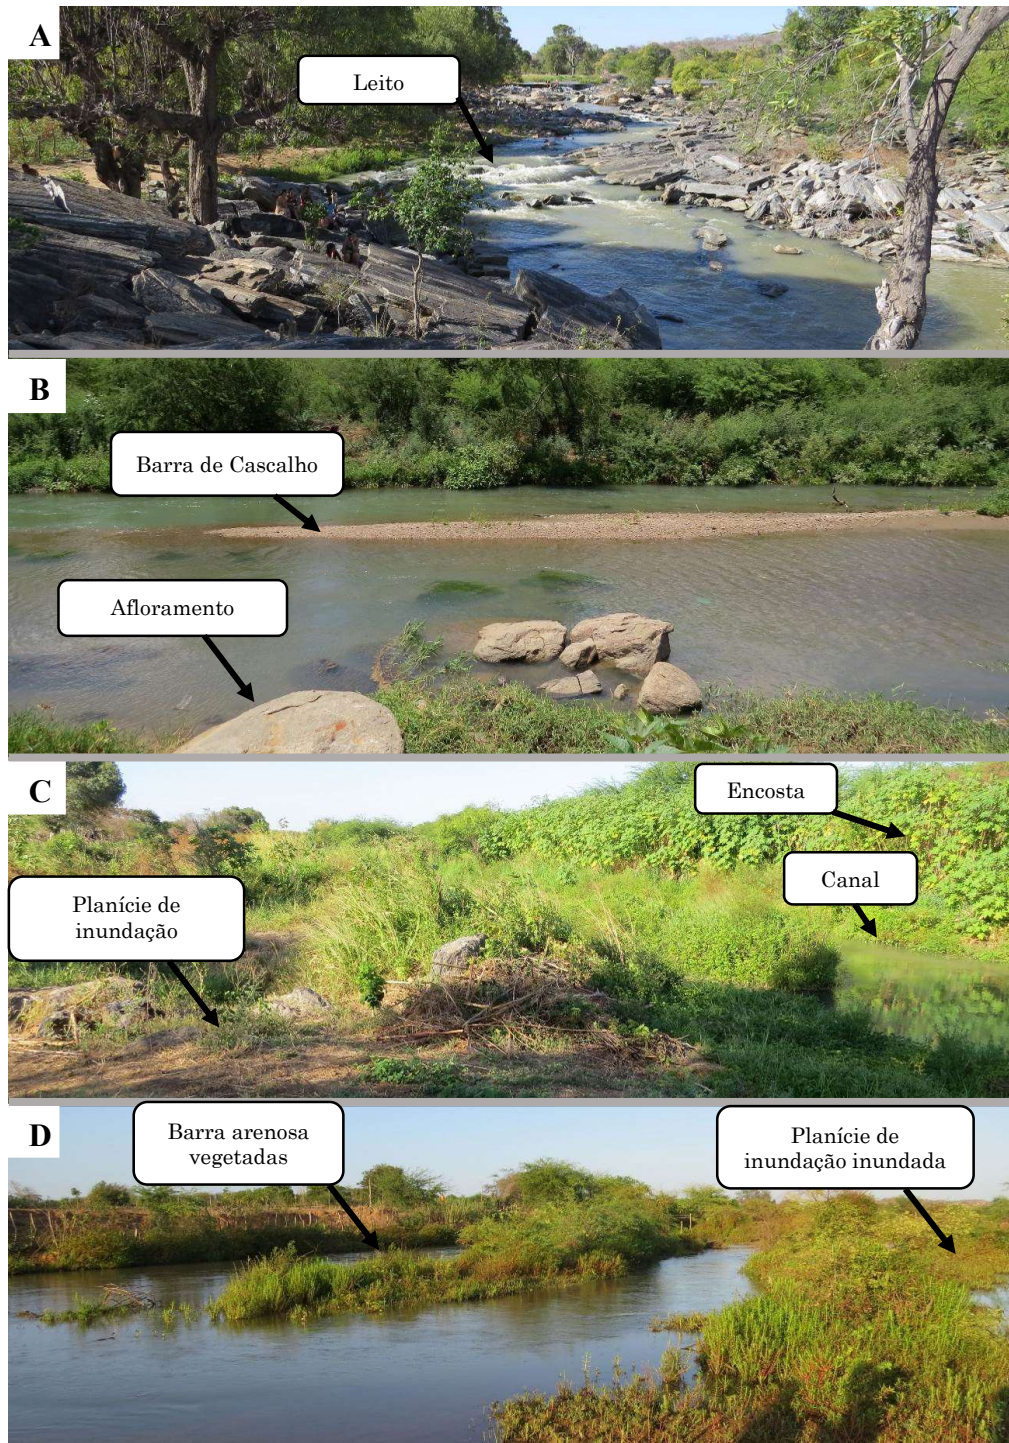 A
Leito
B
Barra de Cascalho
Afloramento
C
Encosta
Canal
Planície de
inundação
D
Barra arenosa
vegetadas
Planície de
inundação inundada